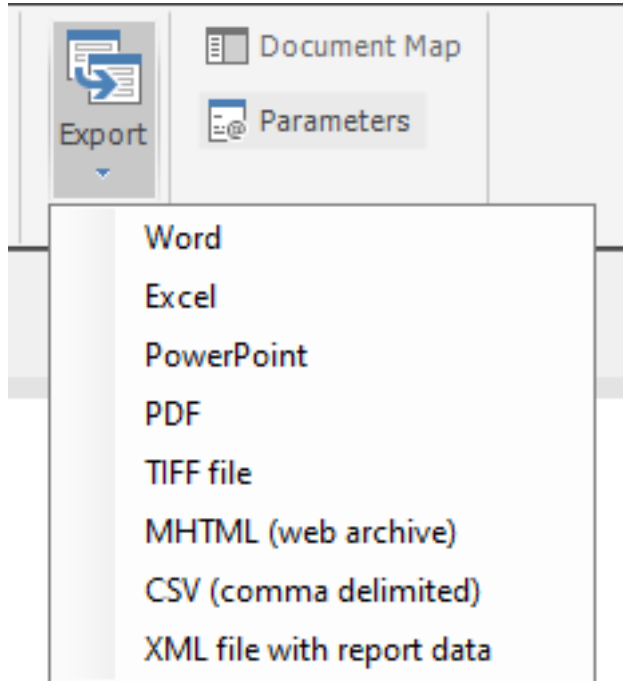 Document Map
Export
Parameters
Word
Excel
PowerPoint
PDF
TIFF file
MHTML (web archive)
CSV (comma delimited)
XML file with report data